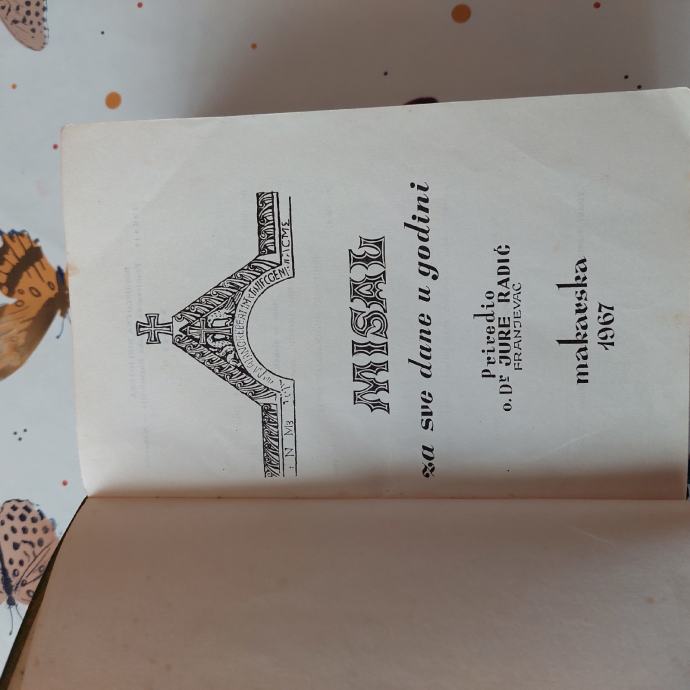 MISAL
za sve dane u godini
Priredio
o. Dr JURE RADIĆ
FRANJEVAC
makarska
1967